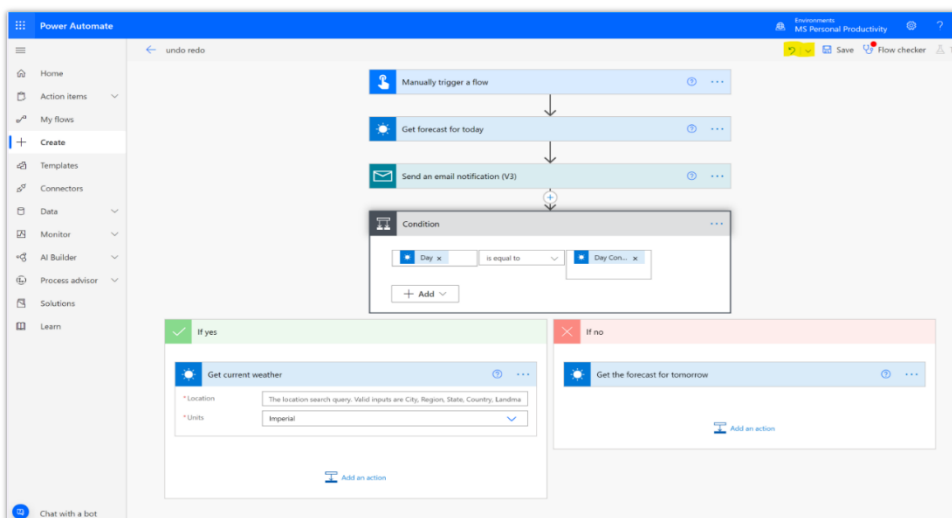 Power Automate
Environments
MS Personal Productivity
?
undo redo
Save
Flow checker
Home
Action items
My flows
Create
Templates
Connectors
Data
Monitor
AI Builder
Process advisor
Solutions
Learn
Chat with a bot
Manually trigger a flow
Get forecast for today
Send an email notification (V3)
Condition
Day x
is equal to
Day Con... x
+ Add
If yes
Get current weather
* Location
The location search query. Valid inputs are City, Region, State, Country, Landma
* Units
Imperial
Add an action
If no
Get the forecast for tomorrow
Add an action